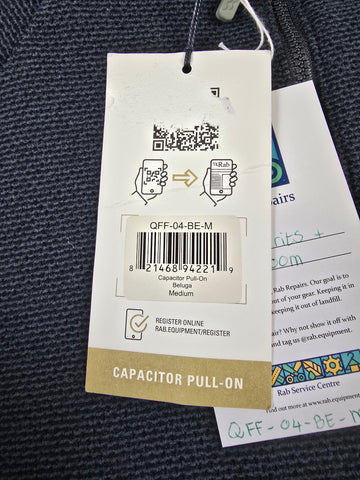 Rab
QFF-04-BE-M
8 21468 94221 9
Capacitor Pull-On
Beluga
Medium
REGISTER ONLINE
RAB.EQUIPMENT/REGISTER
CAPACITOR PULL-ON
pairs
+
Rab Repairs. Our goal is
out of your gear. Keeping it in
keeping it out of landfill.
air? Why not show it off with
and tag us @rab.equipment.
Rab Service Centre
Find out more at www.rab.equipment
QFF-04-BE-M